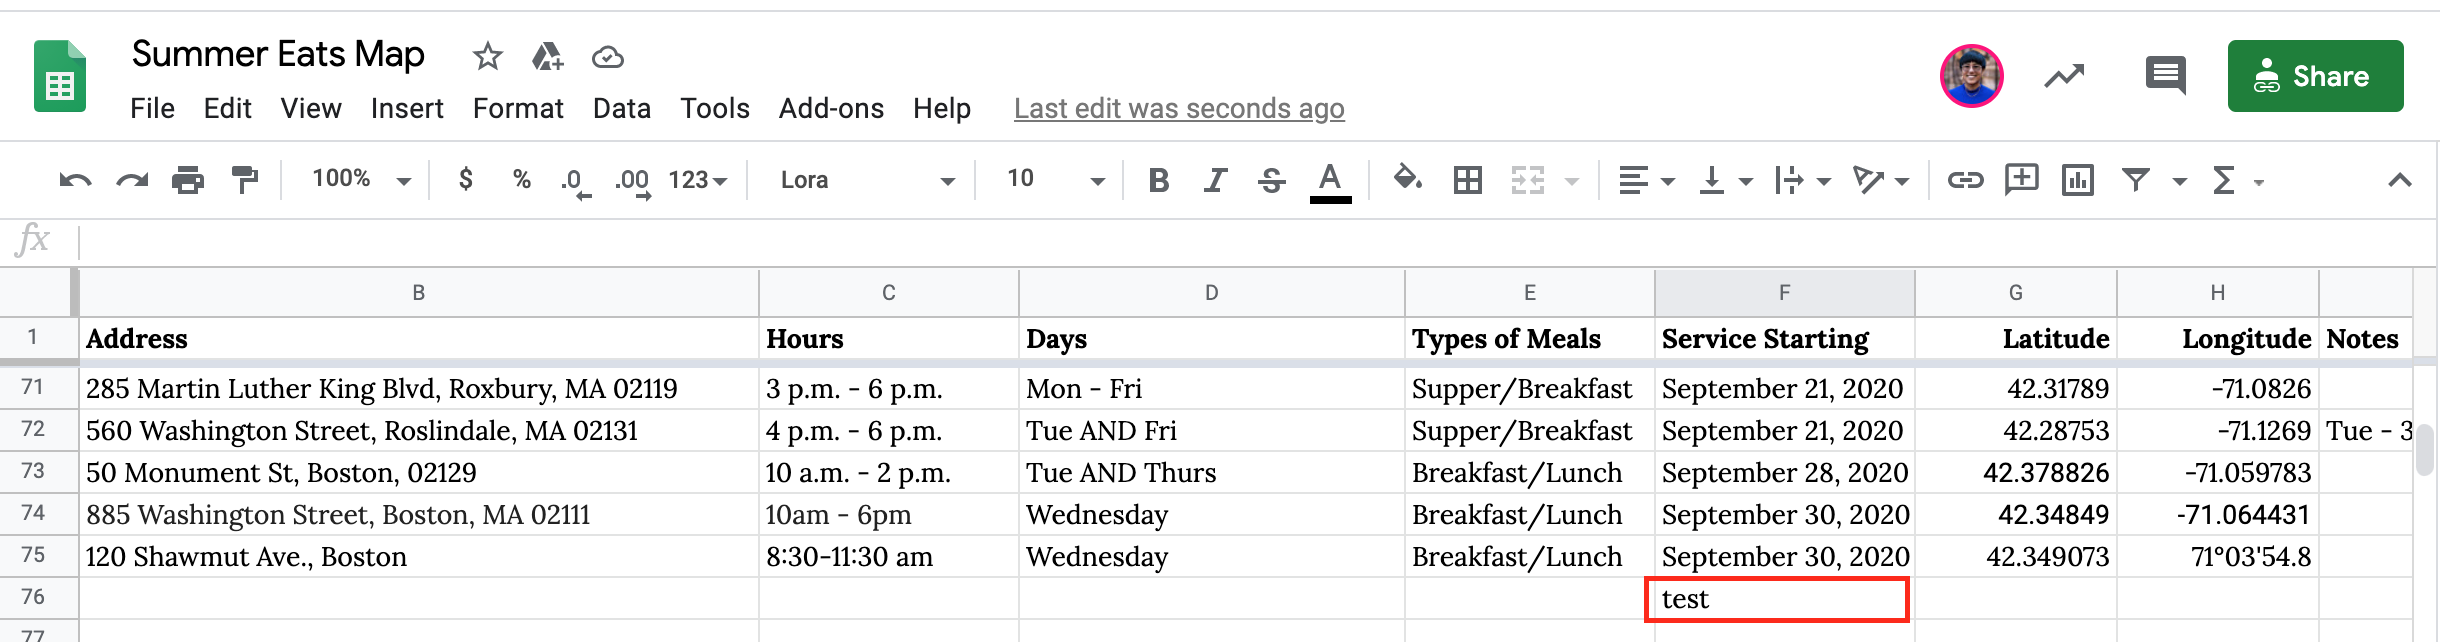 Summer Eats Map
File Edit View Insert Format Data Tools Add-ons Help Last edit was seconds ago
Share
100% $ % .0 .00 123 Lora 10 B I S A
fx
B C D E F G H
1 Address Hours Days Types of Meals Service Starting Latitude Longitude Notes
71 285 Martin Luther King Blvd, Roxbury, MA 02119 3 p.m. - 6 p.m. Mon - Fri Supper/Breakfast September 21, 2020 42.31789 -71.0826
72 560 Washington Street, Roslindale, MA 02131 4 p.m. - 6 p.m. Tue AND Fri Supper/Breakfast September 21, 2020 42.28753 -71.1269 Tue - 3
73 50 Monument St, Boston, 02129 10 a.m. - 2 p.m. Tue AND Thurs Breakfast/Lunch September 28, 2020 42.378826 -71.059783
74 885 Washington Street, Boston, MA 02111 10am - 6pm Wednesday Breakfast/Lunch September 30, 2020 42.34849 -71.064431
75 120 Shawmut Ave., Boston 8:30-11:30 am Wednesday Breakfast/Lunch September 30, 2020 42.349073 71°03'54.8
76 test
77